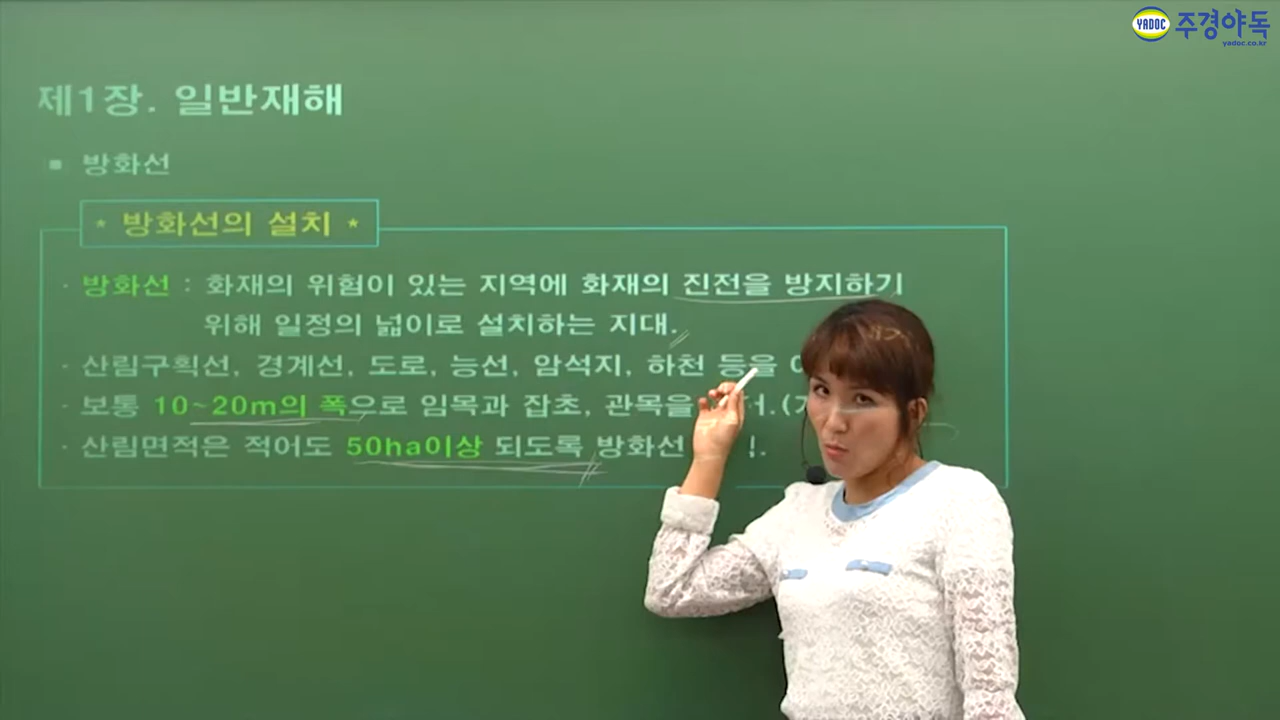 YADOC 주경야독
yadoc.co.kr
제1장. 일반재해
▪ 방화선
* 방화선의 설치 *
· 방화선 : 화재의 위험이 있는 지역에 화재의 진전을 방지하기
위해 일정의 넓이로 설치하는 지대.
· 산림구획선, 경계선, 도로, 능선, 암석지, 하천 등을
· 보통 10~20m의 폭으로 임목과 잡초, 관목을
· 산림면적은 적어도 50ha이상 되도록 방화선